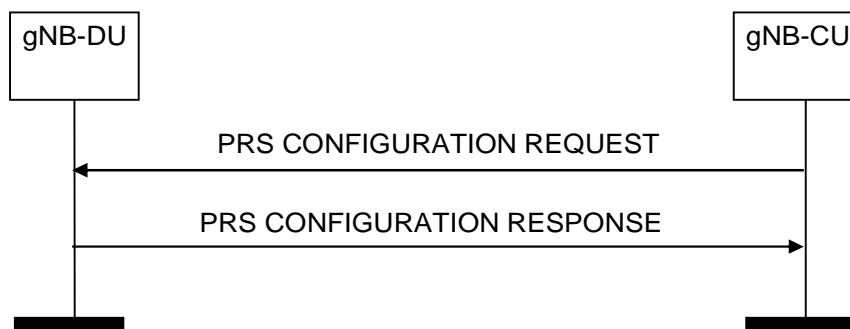 gNB-DU
gNB-CU
PRS CONFIGURATION REQUEST
PRS CONFIGURATION RESPONSE